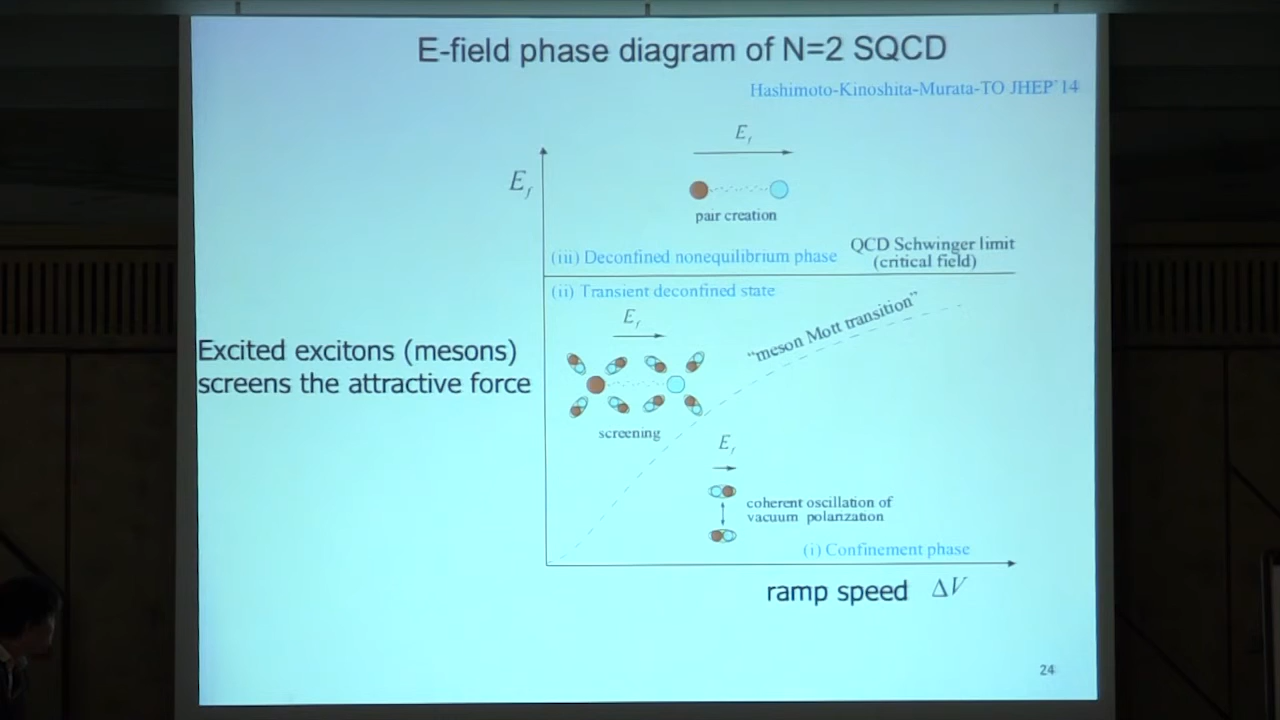 E-field phase diagram of N=2 SQCD
Hashimoto-Kinoshita-Murata-TO JHEP'14
E_f
E_f
pair creation
(iii) Deconfined nonequilibrium phase
QCD Schwinger limit
(critical field)
(ii) Transient deconfined state
E_f
"meson Mott transition"
Excited excitons (mesons)
screens the attractive force
screening
E_f
coherent oscillation of
vacuum polarization
(i) Confinement phase
ramp speed ΔV
24